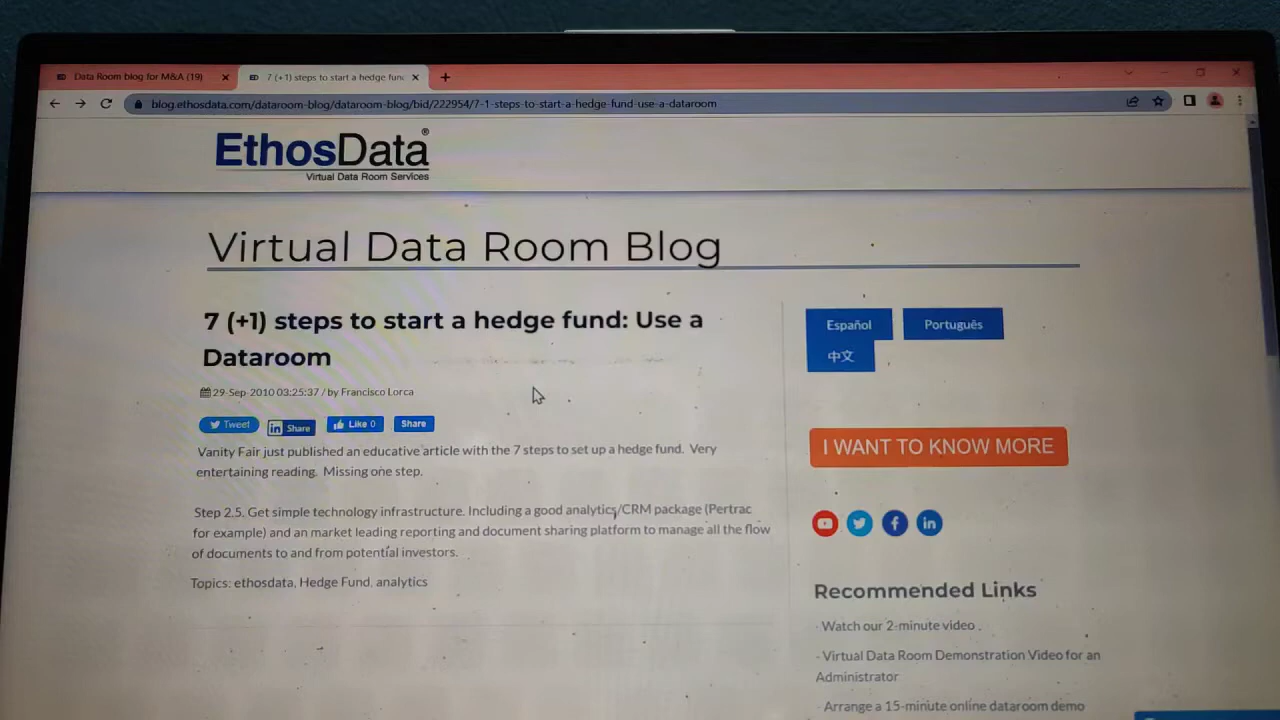 Data Room blog for M&A (19)
7 (+1) steps to start a hedge fun
blog.ethosdata.com/dataroom-blog/dataroom-blog/bid/222954/7-1-steps-to-start-a-hedge-fund-use-a-dataroom
EthosData®
Virtual Data Room Services
Virtual Data Room Blog
7 (+1) steps to start a hedge fund: Use a
Dataroom
29-Sep-2010 03:25:37 / by Francisco Lorca
Tweet
in Share
Like 0
Share
Vanity Fair just published an educative article with the 7 steps to set up a hedge fund. Very
entertaining reading. Missing one step.
Step 2.5. Get simple technology infrastructure. Including a good analytics/CRM package (Pertrac
for example) and an market leading reporting and document sharing platform to manage all the flow
of documents to and from potential investors.
Topics: ethosdata, Hedge Fund, analytics
Español
Português
中文
I WANT TO KNOW MORE
Recommended Links
- Watch our 2-minute video .
- Virtual Data Room Demonstration Video for an
Administrator
- Arrange a 15-minute online dataroom demo